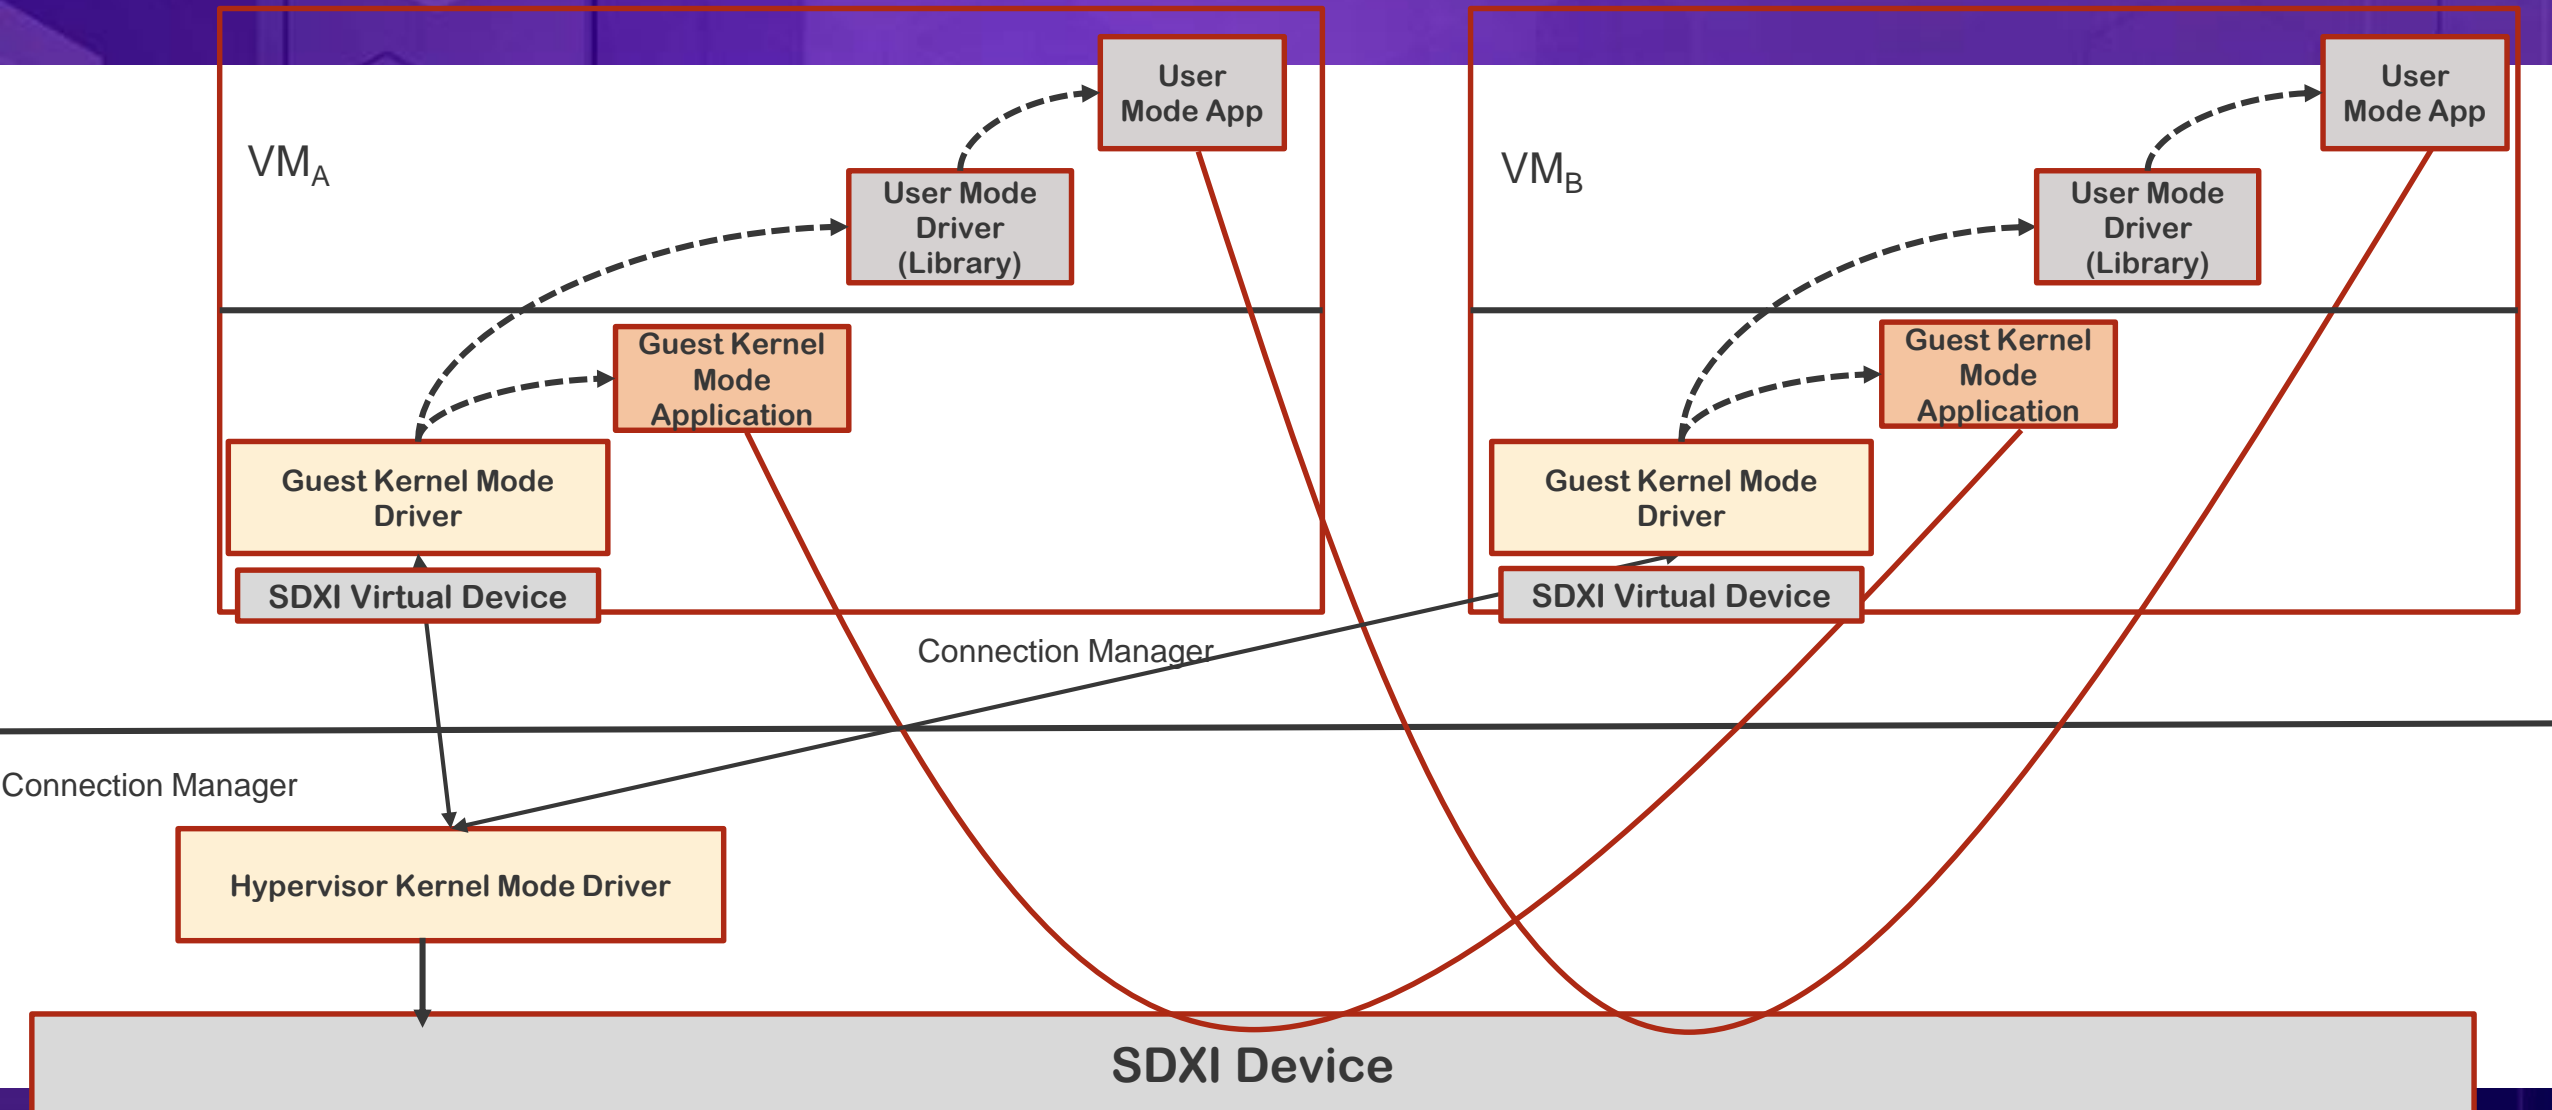 VMA
User
Mode App
User Mode
Driver
(Library)
Guest Kernel
Mode
Application
Guest Kernel Mode
Driver
SDXI Virtual Device
VMB
User
Mode App
User Mode
Driver
(Library)
Guest Kernel
Mode
Application
Guest Kernel Mode
Driver
SDXI Virtual Device
Connection Manager
Connection Manager
Hypervisor Kernel Mode Driver
SDXI Device